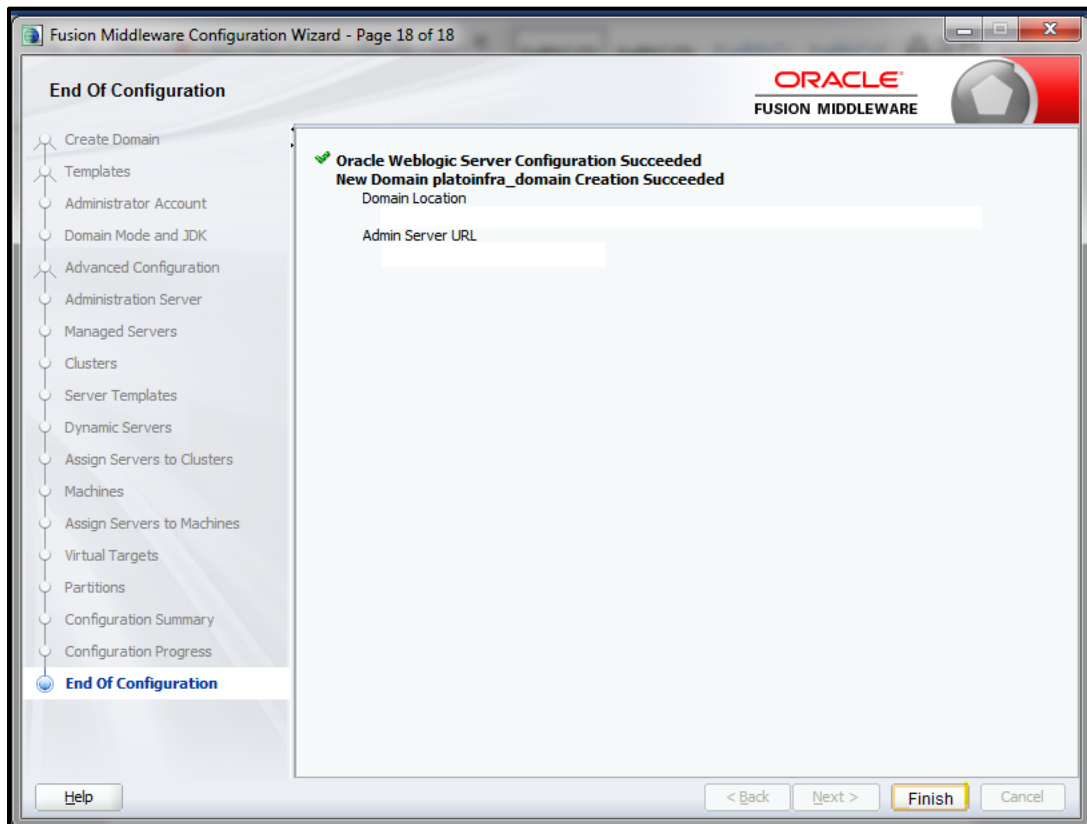 Fusion Middleware Configuration Wizard - Page 18 of 18
End Of Configuration
ORACLE
FUSION MIDDLEWARE
Create Domain
Templates
Administrator Account
Domain Mode and JDK
Advanced Configuration
Administration Server
Managed Servers
Clusters
Server Templates
Dynamic Servers
Assign Servers to Clusters
Machines
Assign Servers to Machines
Virtual Targets
Partitions
Configuration Summary
Configuration Progress
End Of Configuration
Oracle Weblogic Server Configuration Succeeded
New Domain platoinfra_domain Creation Succeeded
Domain Location
Admin Server URL
Help
< Back
Next >
Finish
Cancel